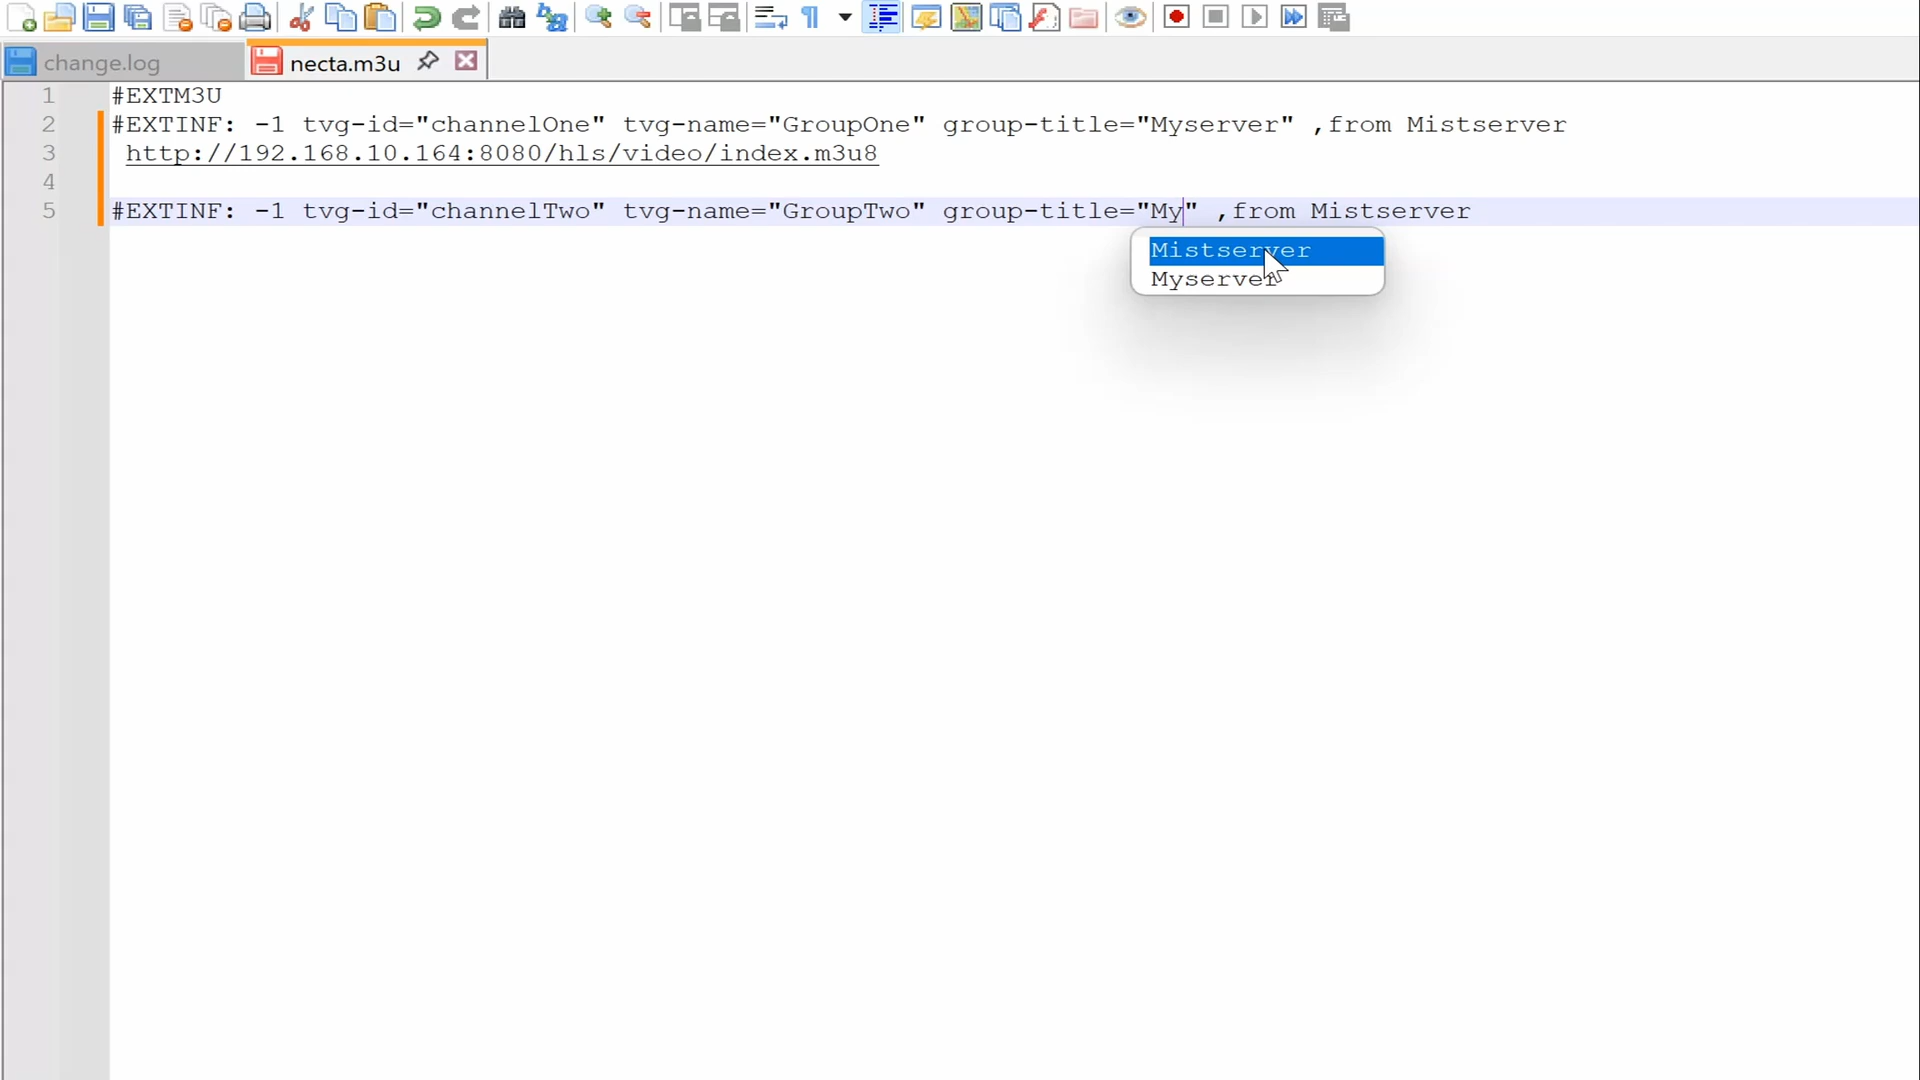 change.log
necta.m3u
1 #EXTM3U
2 #EXTINF: -1 tvg-id="channelOne" tvg-name="GroupOne" group-title="Myserver" ,from Mistserver
3 http://192.168.10.164:8080/hls/video/index.m3u8
4
5 #EXTINF: -1 tvg-id="channelTwo" tvg-name="GroupTwo" group-title="My" ,from Mistserver
Mistserver
Myserver